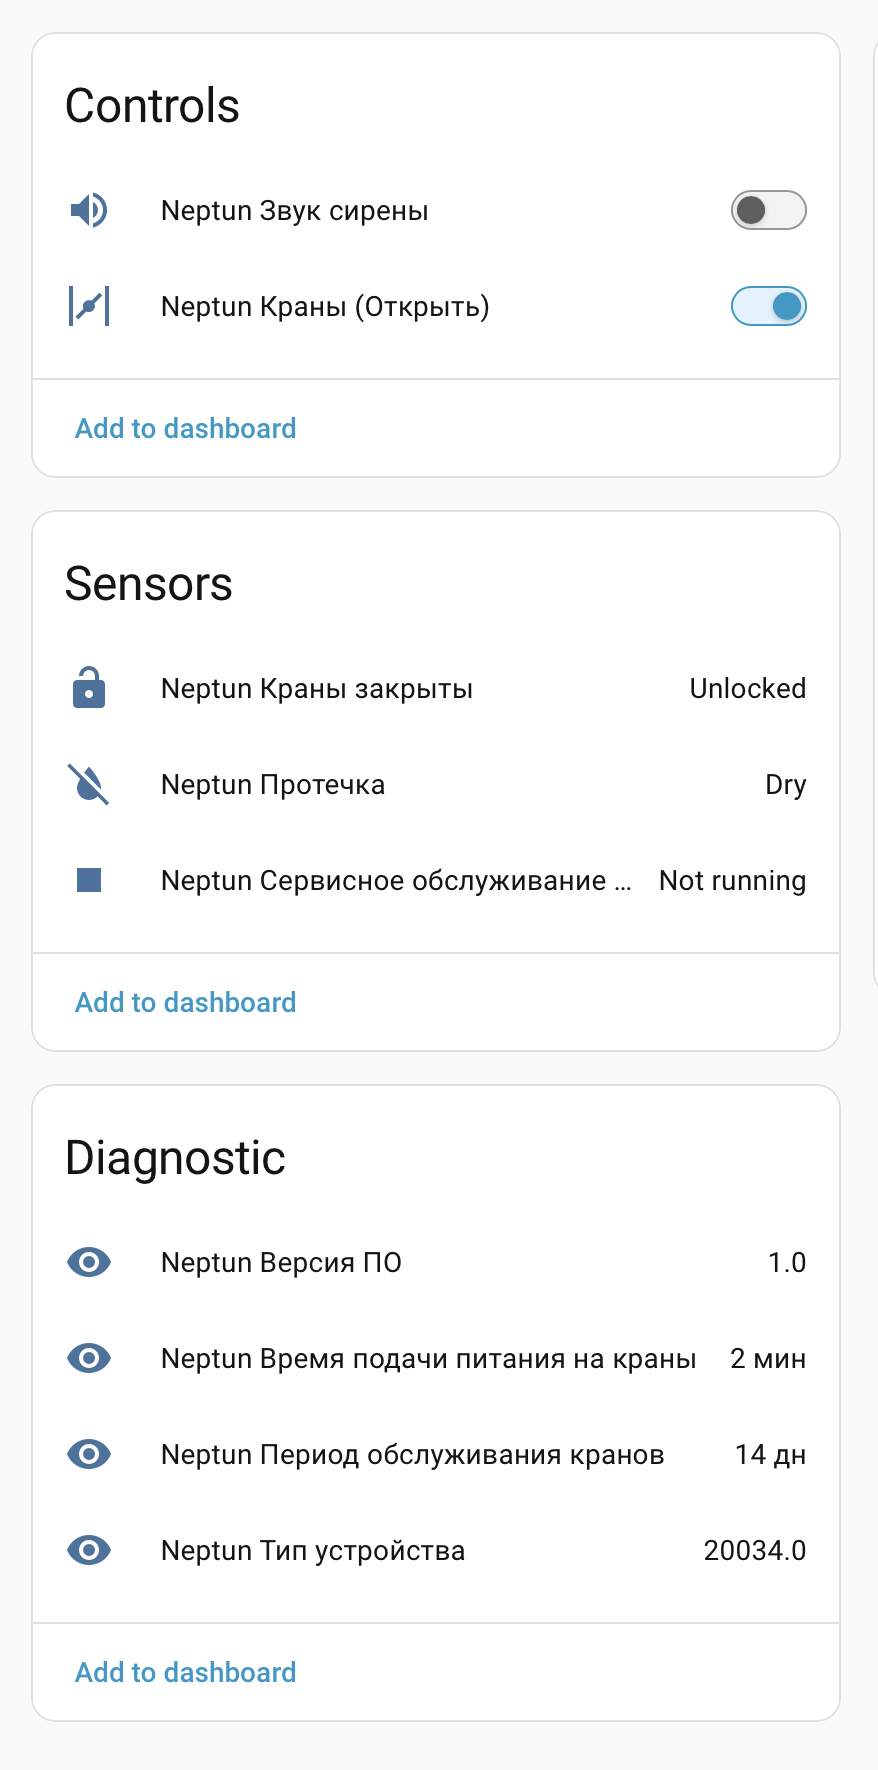 Controls
Neptun Звук сирены
Neptun Краны (Открыть)
Add to dashboard
Sensors
Neptun Краны закрыты Unlocked
Neptun Протечка Dry
Neptun Сервисное обслуживание ... Not running
Add to dashboard
Diagnostic
Neptun Версия ПО 1.0
Neptun Время подачи питания на краны 2 мин
Neptun Период обслуживания кранов 14 дн
Neptun Тип устройства 20034.0
Add to dashboard